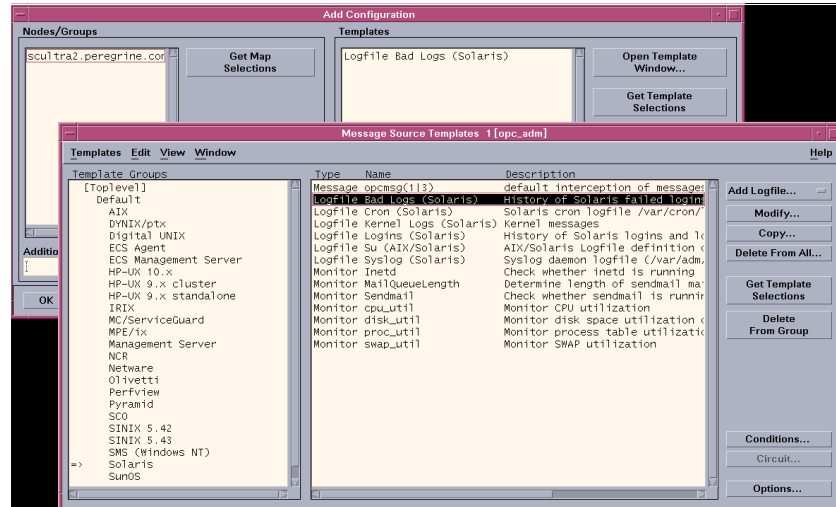 Add Configuration
Nodes/Groups
Templates
scultra2.peregrine.cor
Get Map
Selections
Logfile Bad Logs (Solaris)
Open Template
Window...
Get Template
Selections
Additio
OK
Message Source Templates 1 [opc_adm]
Templates Edit View Window Help
Template Groups
[Toplevel]
Default
AIX
DYNIX/ptx
Digital UNIX
ECS Agent
ECS Management Server
HP-UX 10.x
HP-UX 9.x cluster
HP-UX 9.x standalone
IRIX
MC/ServiceGuard
MPE/ix
Management Server
NCR
Netware
Olivetti
Perfview
Pyramid
SCO
SINIX 5.42
SINIX 5.43
SMS (Windows NT)
=> Solaris
SunOS
Type Name Description
Message opcmsg(1|3) default interception of messages
Logfile Bad Logs (Solaris) History of Solaris failed logins
Logfile Cron (Solaris) Solaris cron logfile /var/cron/
Logfile Kernel Logs (Solaris) Kernel messages
Logfile Logins (Solaris) History of Solaris logins and lo
Logfile Su (AIX/Solaris) AIX/Solaris Logfile definition
Logfile Syslog (Solaris) Syslog daemon logfile (/var/adm,
Monitor Inetd Check whether inetd is running
Monitor MailQueueLength Determine length of sendmail mai
Monitor Sendmail Check whether sendmail is runnin
Monitor cpu_util Monitor CPU utilization
Monitor disk_util Monitor disk space utilization
Monitor proc_util Monitor process table utilizatio
Monitor swap_util Monitor SWAP utilization
Add Logfile...
Modify...
Copy...
Delete From All...
Get Template
Selections
Delete
From Group
Conditions...
Circuit...
Options...